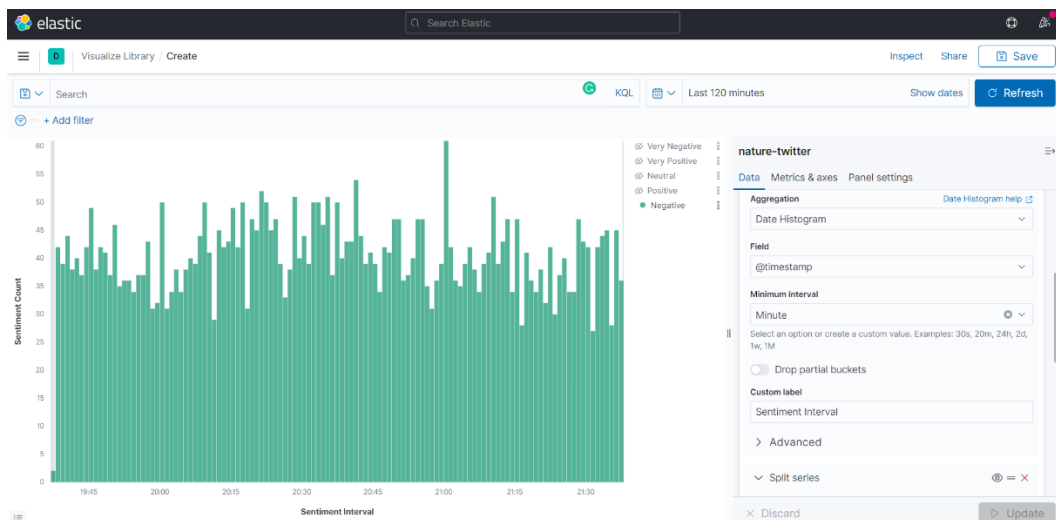 elastic
Search Elastic
D
Visualize Library / Create
Inspect Share Save
Search
KQL
Last 120 minutes
Show dates
Refresh
+ Add filter
60
55
50
45
40
35
30
25
20
15
10
5
0
Sentiment Count
19:45 20:00 20:15 20:30 20:45 21:00 21:15 21:30
Sentiment Interval
Very Negative
Very Positive
Neutral
Positive
Negative
nature-twitter
Data Metrics & axes Panel settings
Aggregation Date Histogram help
Date Histogram
Field
@timestamp
Minimum interval
Minute
Select an option or create a custom value. Examples: 30s, 20m, 24h, 2d,
1w, 1M
Drop partial buckets
Custom label
Sentiment Interval
> Advanced
Split series
× Discard
Update